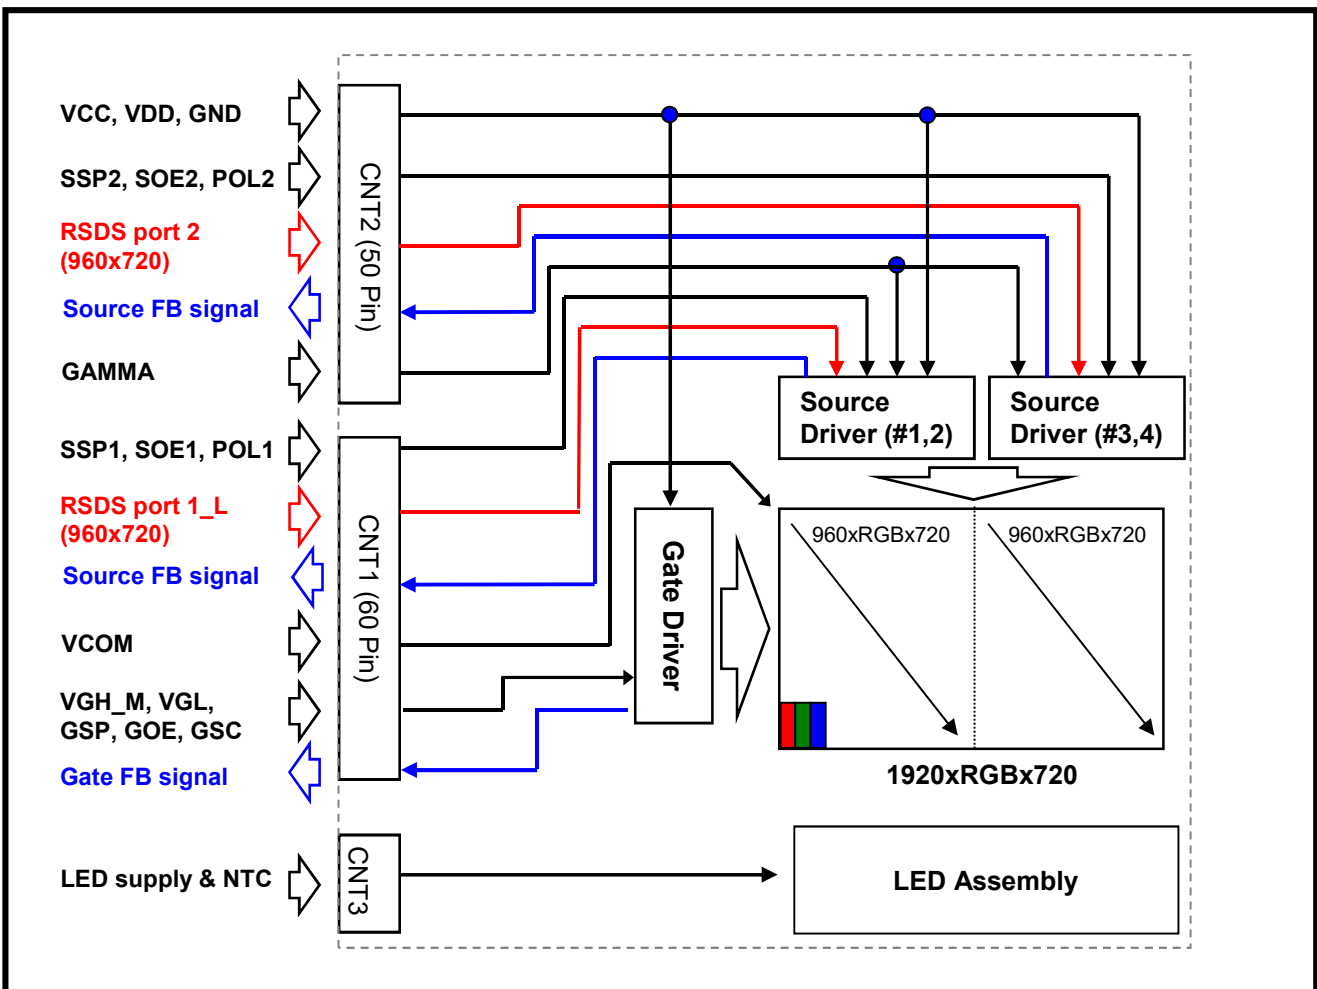 VCC, VDD, GND
SSP2, SOE2, POL2
RSDS port 2
(960x720)
Source FB signal
GAMMA
SSP1, SOE1, POL1
RSDS port 1_L
(960x720)
Source FB signal
VCOM
VGH_M, VGL,
GSP, GOE, GSC
Gate FB signal
LED supply & NTC
CNT2 (50 Pin)
CNT1 (60 Pin)
CNT3
Source
Driver (#1,2)
Source
Driver (#3,4)
Gate Driver
960xRGBx720
960xRGBx720
1920xRGBx720
LED Assembly